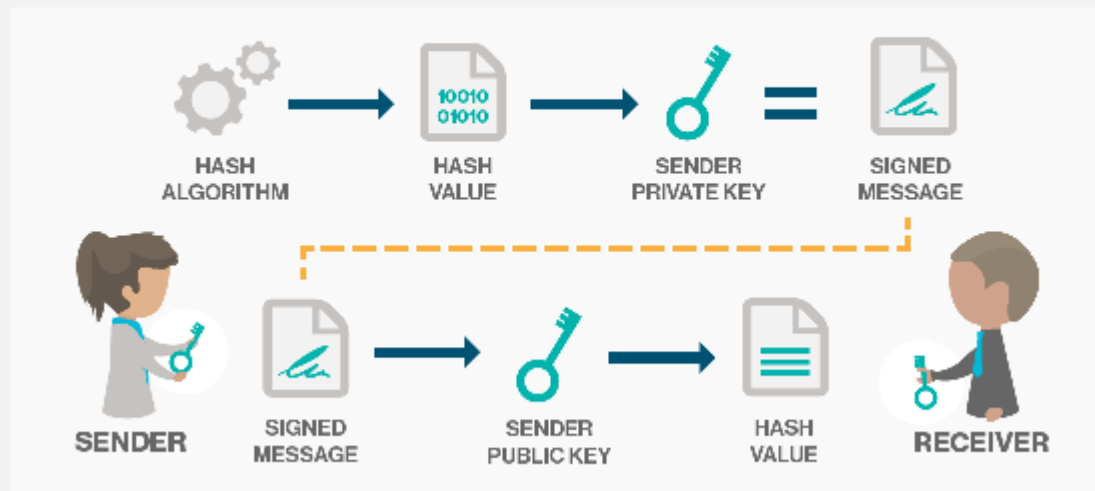 10010
01010
HASH
ALGORITHM
HASH
VALUE
SENDER
PRIVATE KEY
SIGNED
MESSAGE
SENDER
SIGNED
MESSAGE
SENDER
PUBLIC KEY
HASH
VALUE
RECEIVER